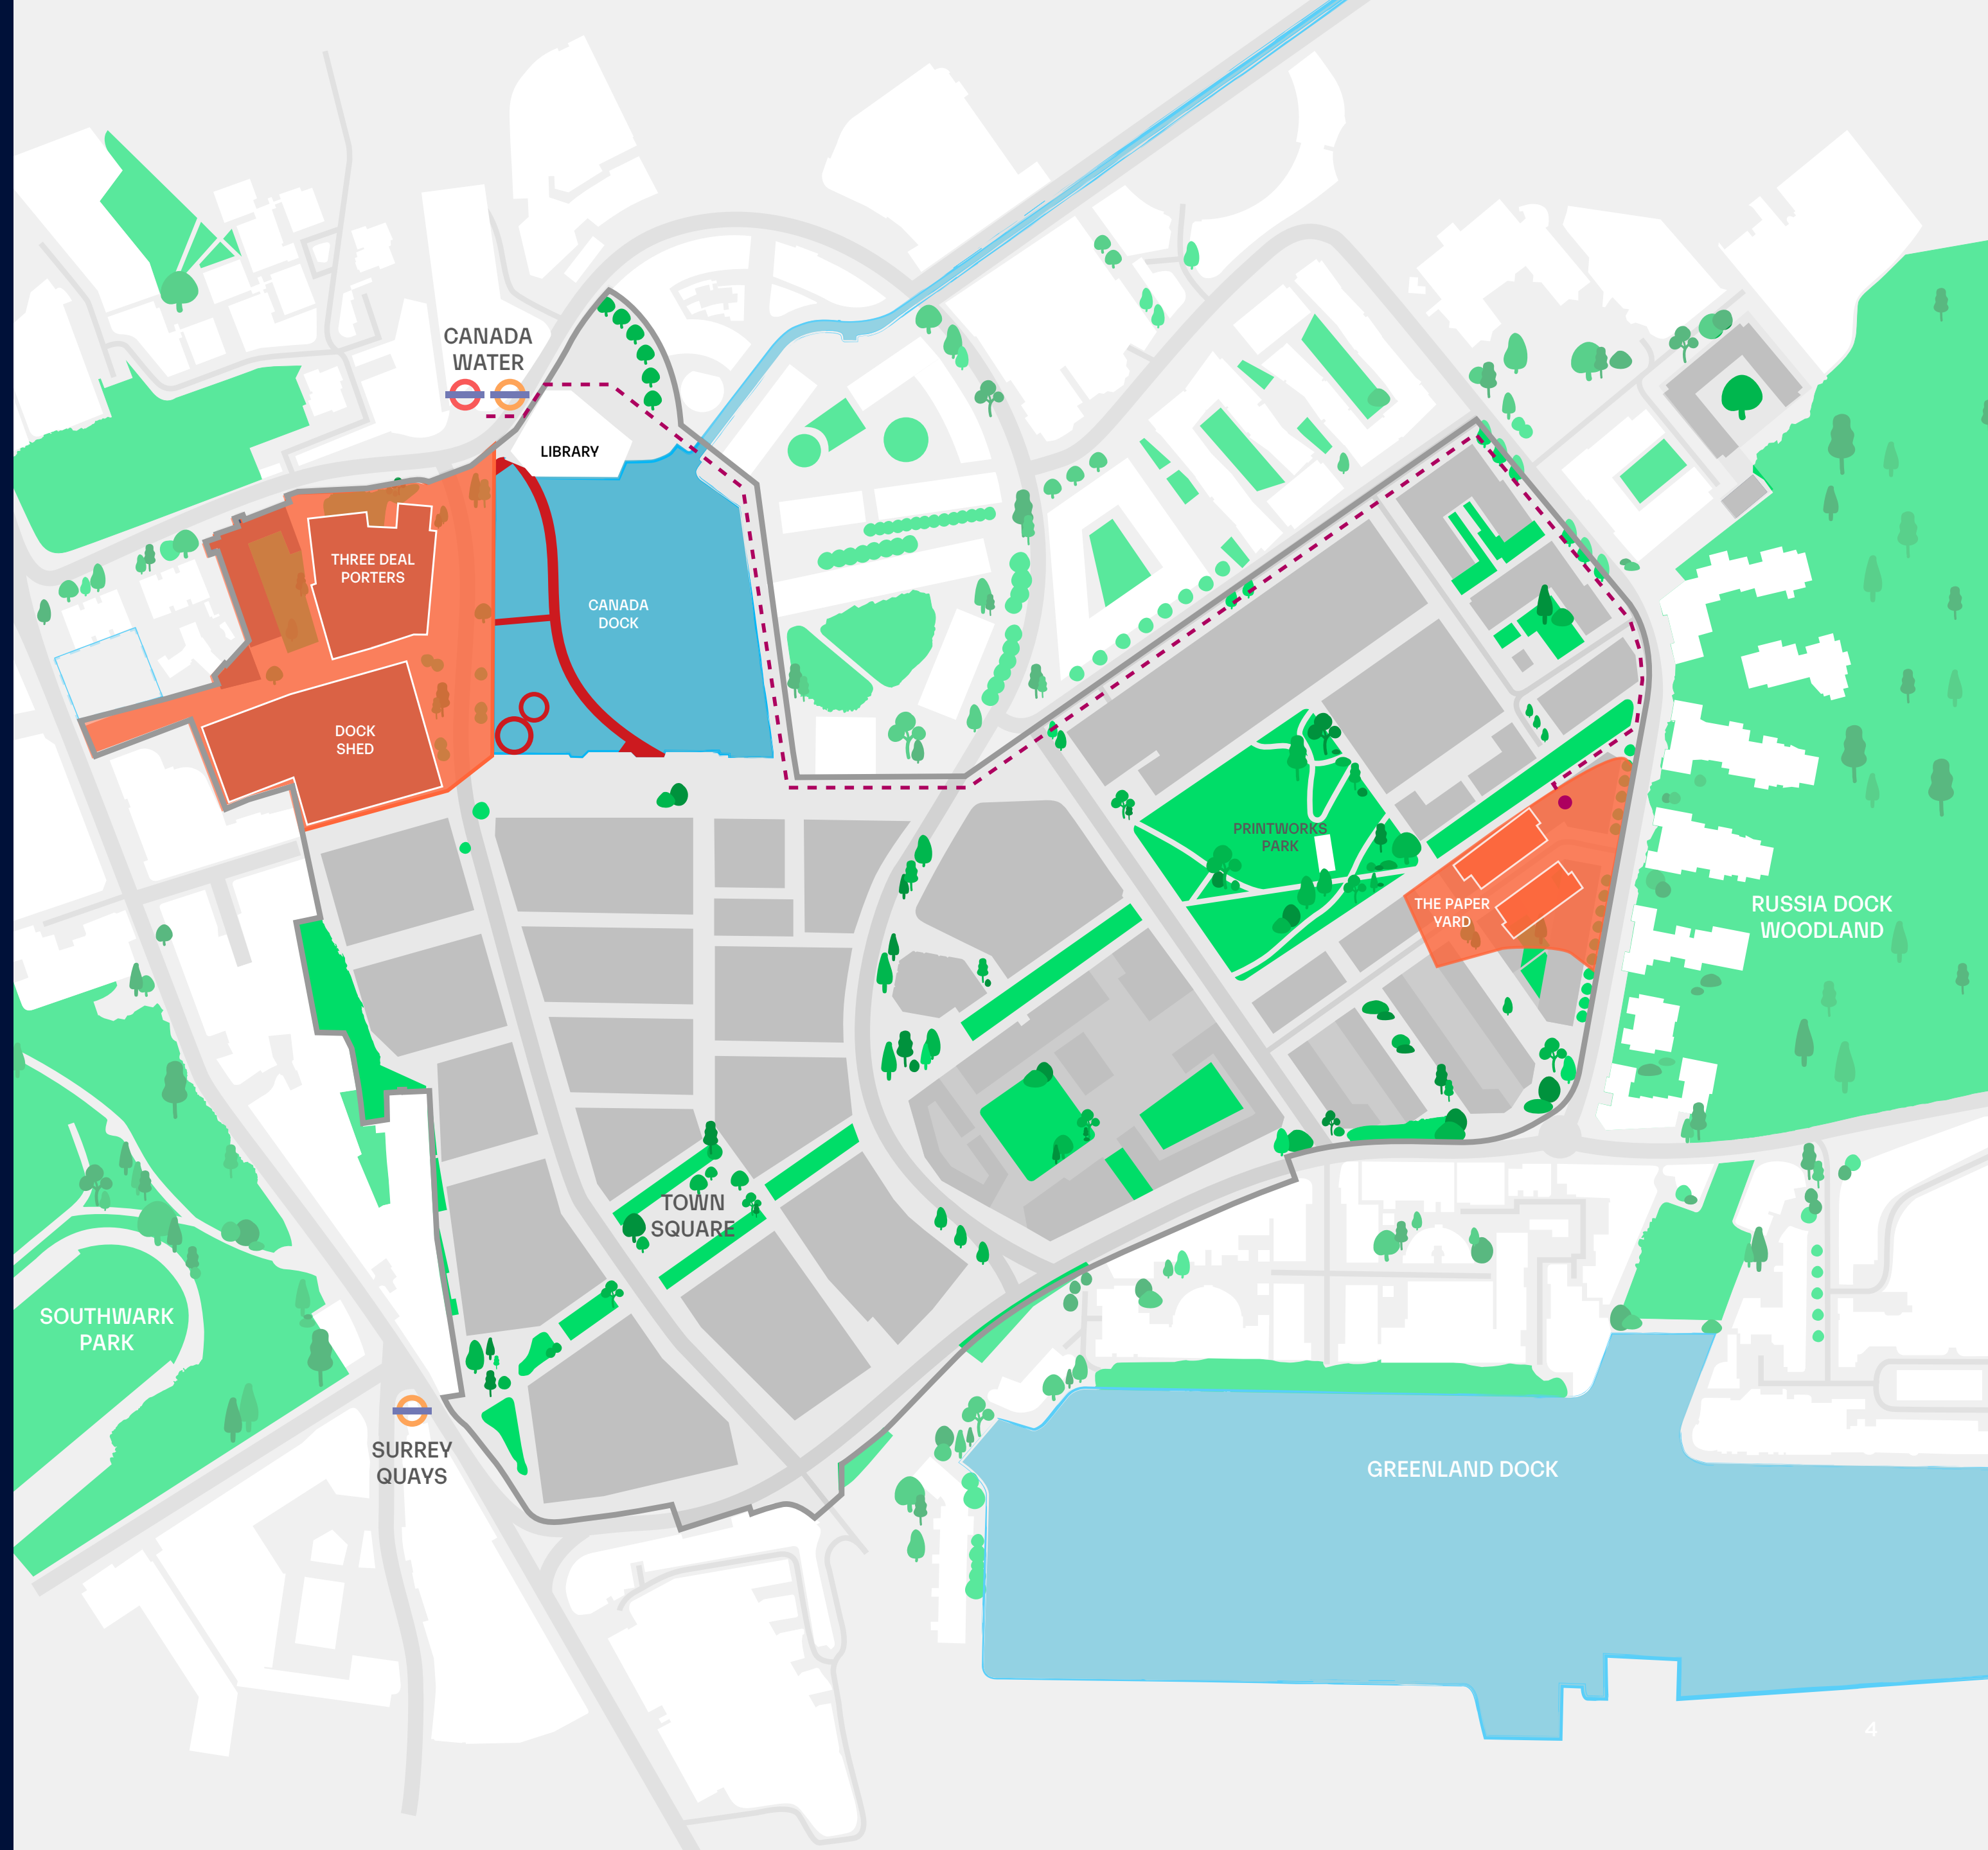 CANADA
WATER
LIBRARY
THREE DEAL
PORTERS
CANADA
DOCK
DOCK
SHED
PRINTWORKS
PARK
THE PAPER
YARD
RUSSIA DOCK
WOODLAND
TOWN
SQUARE
SOUTHWARK
PARK
SURREY
QUAYS
GREENLAND DOCK
4